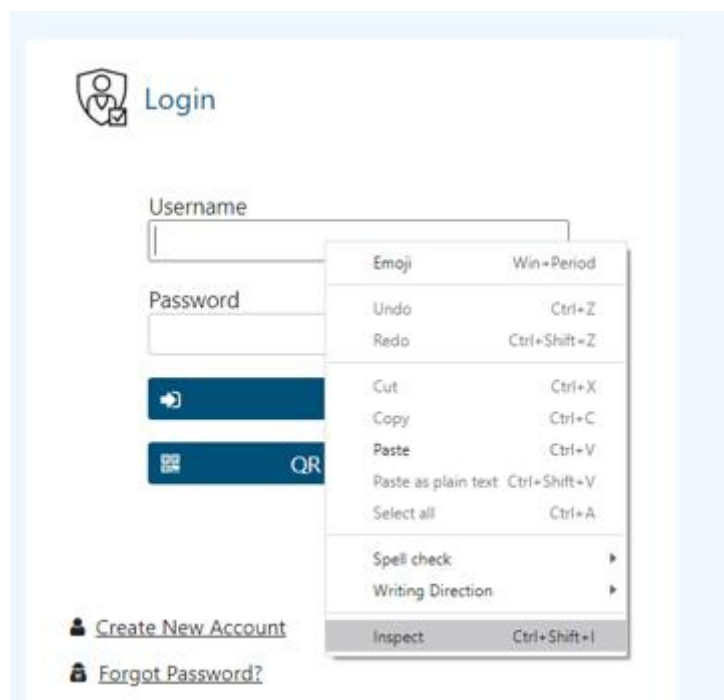 Login
Username
Emoji Win+Period
Password
Undo Ctrl+Z
Redo Ctrl+Shift+Z
Cut Ctrl+X
Copy Ctrl+C
Paste Ctrl+V
QR
Paste as plain text Ctrl+Shift+V
Select all Ctrl+A
Spell check
Writing Direction
Create New Account
Inspect Ctrl+Shift+I
Forgot Password?